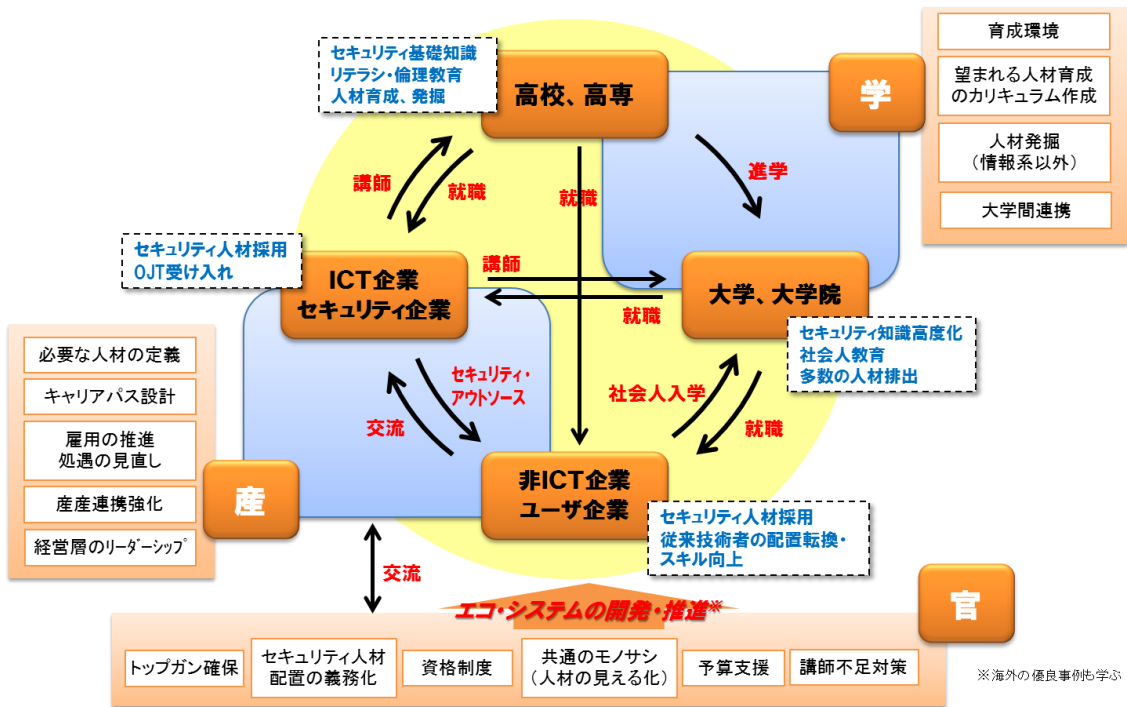 セキュリティ基礎知識
リテラシ・倫理教育
人材育成、発掘
高校、高専
学
育成環境
望まれる人材育成
のカリキュラム作成
人材発掘
（情報系以外）
大学間連携
講師
就職
就職
進学
セキュリティ人材採用
OJT受け入れ
ICT企業
セキュリティ企業
講師
就職
大学、大学院
セキュリティ知識高度化
社会人教育
多数の人材排出
必要な人材の定義
キャリアパス設計
雇用の推進
処遇の見直し
産産連携強化
経営層のリーダーシップ
産
セキュリティ・
アウトソース
交流
社会人入学
就職
非ICT企業
ユーザ企業
セキュリティ人材採用
従来技術者の配置転換・
スキル向上
交流
エコ・システムの開発・推進※
官
トップガン確保
セキュリティ人材
配置の義務化
資格制度
共通のモノサシ
（人材の見える化）
予算支援
講師不足対策
※海外の優良事例も学ぶ